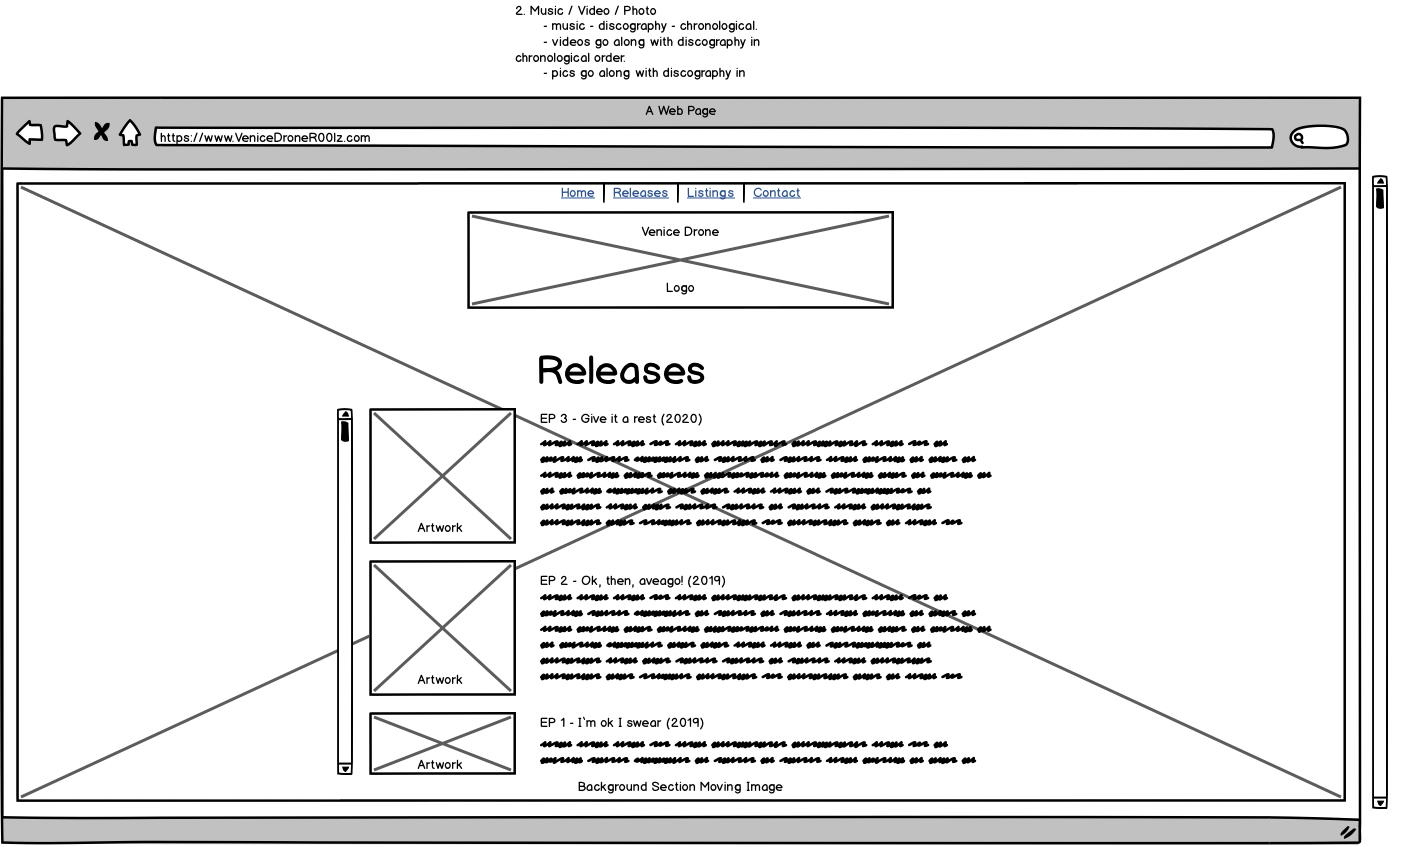 2. Music / Video / Photo
- music - discography - chronological.
- videos go along with discography in
chronological order.
- pics go along with discography in
A Web Page
https://www.VeniceDroneR00lz.com
Home Releases Listings Contact
Venice Drone
Logo
Releases
EP 3 - Give it a rest (2020)
Artwork
EP 2 - Ok, then, aveago! (2019)
Artwork
EP 1 - I`m ok I swear (2019)
Artwork
Background Section Moving Image